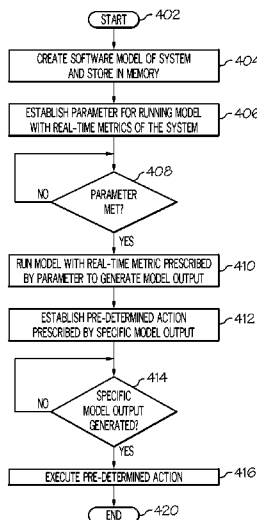 START
402
CREATE SOFTWARE MODEL OF SYSTEM
AND STORE IN MEMORY
404
ESTABLISH PARAMETER FOR RUNNING MODEL
WITH REAL-TIME METRICS OF THE SYSTEM
406
408
PARAMETER
MET?
NO
YES
RUN MODEL WITH REAL-TIME METRIC PRESCRIBED
BY PARAMETER TO GENERATE MODEL OUTPUT
410
ESTABLISH PRE-DETERMINED ACTION
PRESCRIBED BY SPECIFIC MODEL OUTPUT
412
414
SPECIFIC
MODEL OUTPUT
GENERATED?
NO
YES
EXECUTE PRE-DETERMINED ACTION
416
END
420